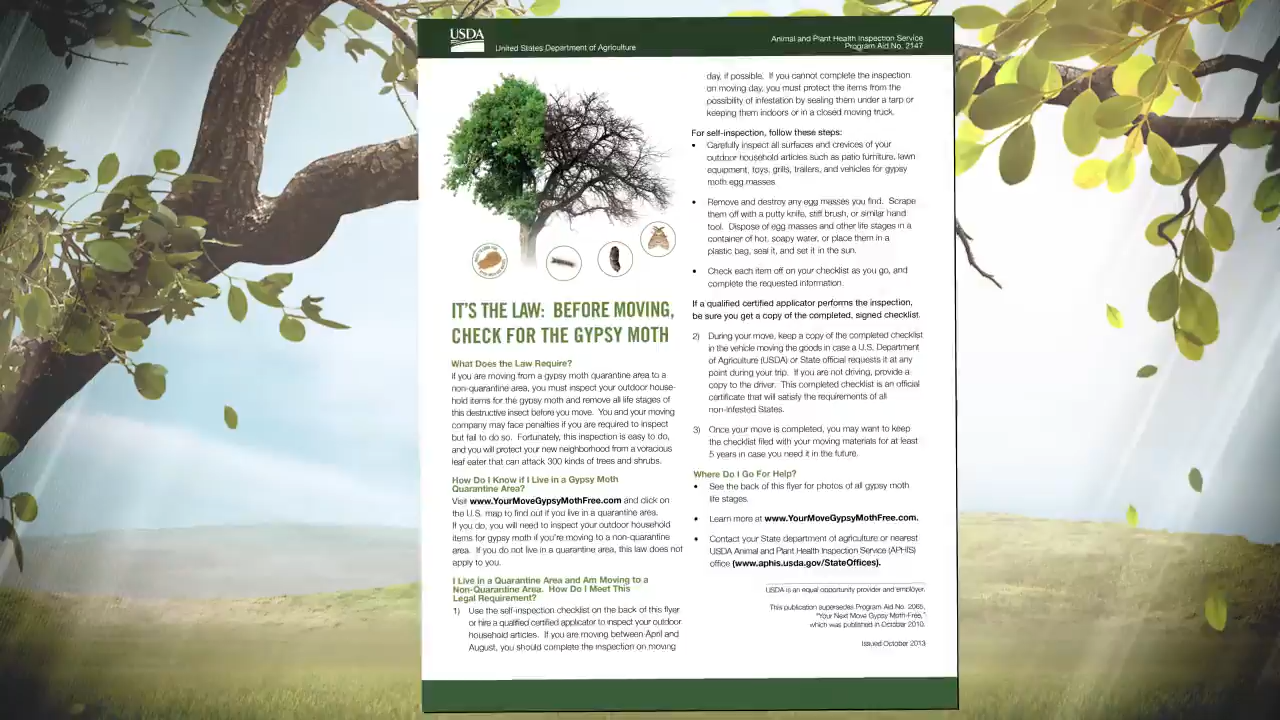 USDA
United States Department of Agriculture
Animal and Plant Health Inspection Service
Program Aid No. 2147
IT'S THE LAW: BEFORE MOVING,
CHECK FOR THE GYPSY MOTH
What Does the Law Require?
If you are moving from a gypsy moth quarantine area to a
non-quarantine area, you must inspect your outdoor house-
hold items for the gypsy moth and remove all life stages of
this destructive insect before you move. You and your moving
company may face penalties if you are required to inspect
but fail to do so. Fortunately, this inspection is easy to do,
and you will protect your new neighborhood from a voracious
leaf eater that can attack 300 kinds of trees and shrubs.
How Do I Know if I Live in a Gypsy Moth
Quarantine Area?
Visit www.YourMoveGypsyMothFree.com and click on
the U.S. map to find out if you live in a quarantine area.
If you do, you will need to inspect your outdoor household
items for gypsy moth if you're moving to a non-quarantine
area. If you do not live in a quarantine area, this law does not
apply to you.
I Live in a Quarantine Area and Am Moving to a
Non-Quarantine Area. How Do I Meet This
Legal Requirement?
1) Use the self-inspection checklist on the back of this flyer
or hire a qualified certified applicator to inspect your outdoor
household articles. If you are moving between April and
August, you should complete the inspection on moving
day, if possible. If you cannot complete the inspection
on moving day, you must protect the items from the
possibility of infestation by sealing them under a tarp or
keeping them indoors or in a closed moving truck.
For self-inspection, follow these steps:
• Carefully inspect all surfaces and crevices of your
outdoor household articles such as patio furniture, lawn
equipment, toys, grills, trailers, and vehicles for gypsy
moth egg masses.
• Remove and destroy any egg masses you find. Scrape
them off with a putty knife, stiff brush, or similar hand
tool. Dispose of egg masses and other life stages in a
container of hot, soapy water, or place them in a
plastic bag, seal it, and set it in the sun.
• Check each item off on your checklist as you go, and
complete the requested information.
If a qualified certified applicator performs the inspection,
be sure you get a copy of the completed, signed checklist.
2) During your move, keep a copy of the completed checklist
in the vehicle moving the goods in case a U.S. Department
of Agriculture (USDA) or State official requests it at any
point during your trip. If you are not driving, provide a
copy to the driver. This completed checklist is an official
certificate that will satisfy the requirements of all
non-infested States.
3) Once your move is completed, you may want to keep
the checklist filed with your moving materials for at least
5 years in case you need it in the future.
Where Do I Go For Help?
• See the back of this flyer for photos of all gypsy moth
life stages.
• Learn more at www.YourMoveGypsyMothFree.com.
• Contact your State department of agriculture or nearest
USDA Animal and Plant Health Inspection Service (APHIS)
office (www.aphis.usda.gov/StateOffices).
USDA is an equal opportunity provider and employer.
This publication supersedes Program Aid No. 2065,
"Your Next Move Gypsy Moth-Free,"
which was published in October 2010.
Issued October 2013